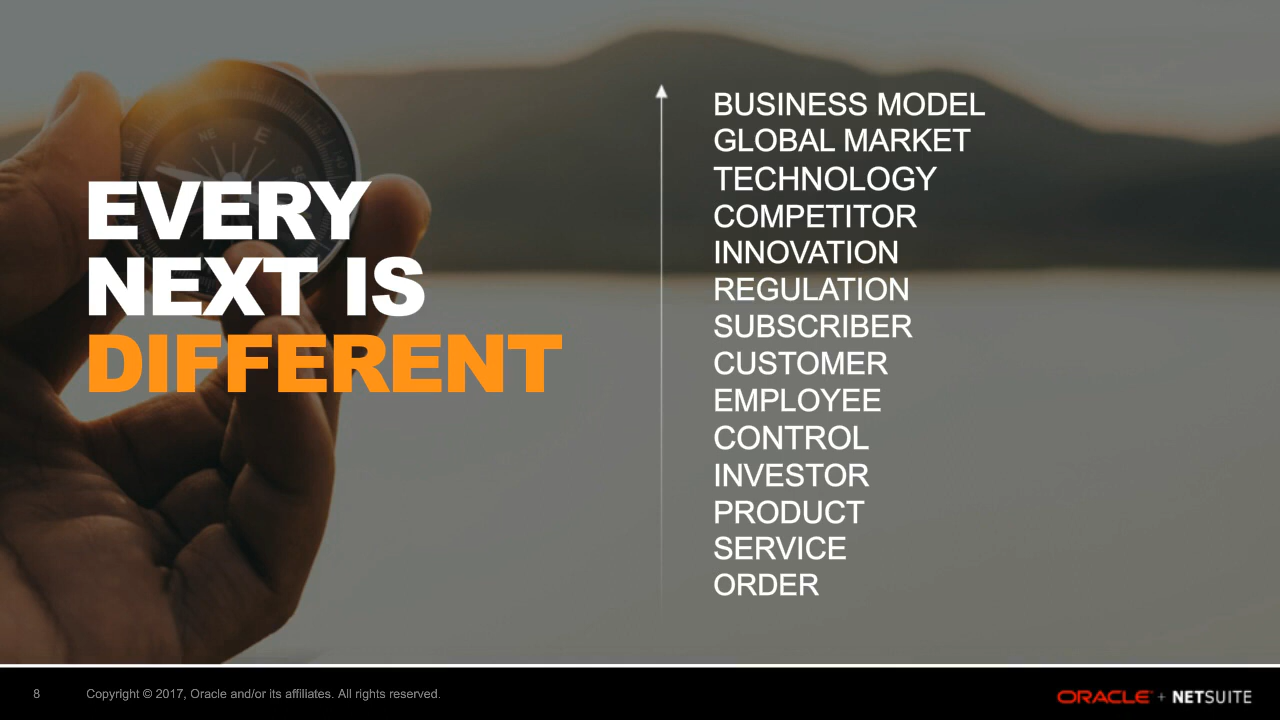 EVERY
NEXT IS
DIFFERENT
BUSINESS MODEL
GLOBAL MARKET
TECHNOLOGY
COMPETITOR
INNOVATION
REGULATION
SUBSCRIBER
CUSTOMER
EMPLOYEE
CONTROL
INVESTOR
PRODUCT
SERVICE
ORDER
NE
E
8
Copyright © 2017, Oracle and/or its affiliates. All rights reserved.
ORACLE + NETSUITE